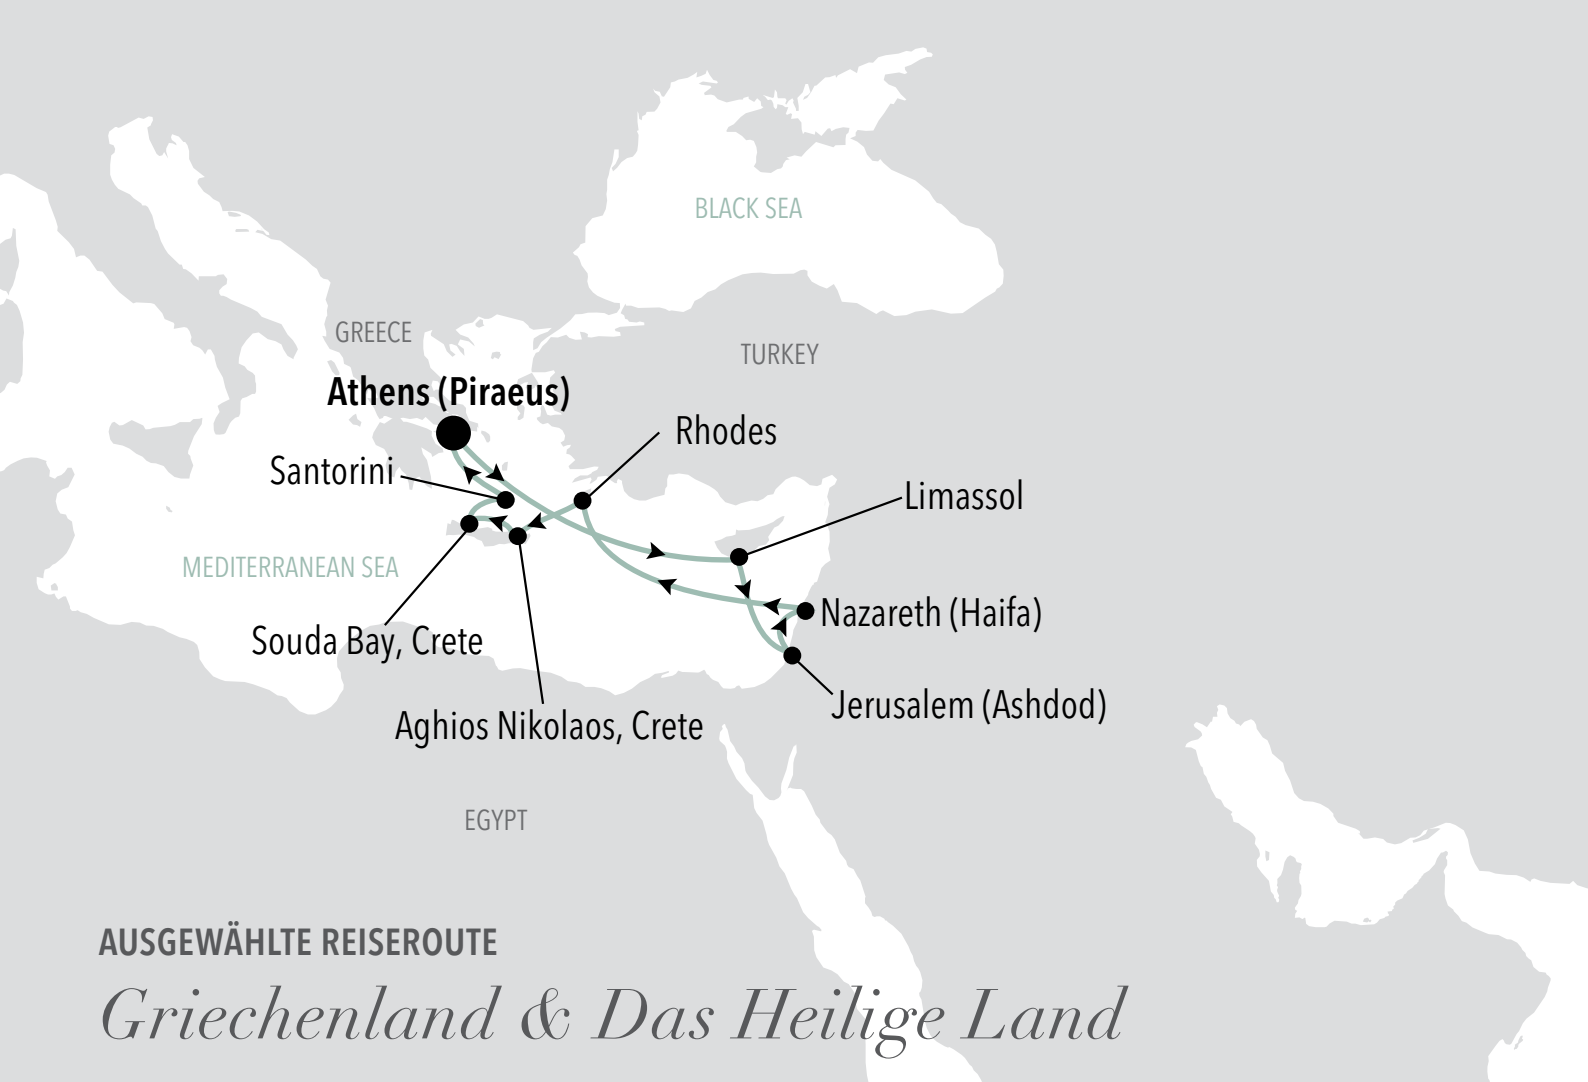 BLACK SEA
GREECE
TURKEY
Athens (Piraeus)
Rhodes
Santorini
Limassol
MEDITERRANEAN SEA
Nazareth (Haifa)
Souda Bay, Crete
Jerusalem (Ashdod)
Aghios Nikolaos, Crete
EGYPT
AUSGEWÄHLTE REISEROUTE
Griechenland & Das Heilige Land